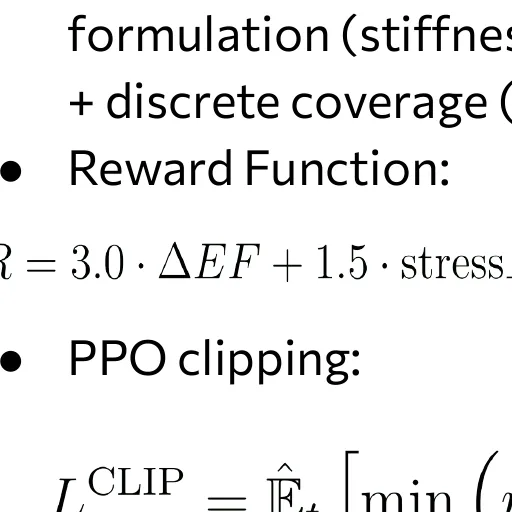 formulation (stiffnes
+ discrete coverage (
● Reward Function:
R = 3.0 · ΔEF + 1.5 · stress
● PPO clipping:
L^CLIP = 𝔼̂_t [min (